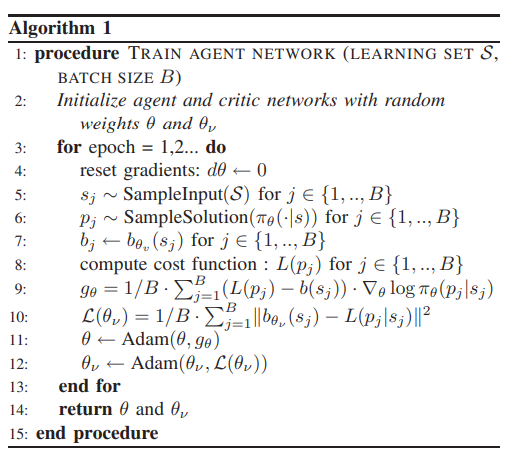 Algorithm 1
1: procedure TRAIN AGENT NETWORK (LEARNING SET 𝒮,
BATCH SIZE B)
2: Initialize agent and critic networks with random
weights θ and θ_ν
3: for epoch = 1,2... do
4: reset gradients: dθ ← 0
5: s_j ∼ SampleInput(𝒮) for j ∈ {1, .., B}
6: p_j ∼ SampleSolution(π_θ(·|s)) for j ∈ {1, .., B}
7: b_j ← b_{θ_v}(s_j) for j ∈ {1, .., B}
8: compute cost function : L(p_j) for j ∈ {1, .., B}
9: g_θ = 1/B · ∑_{j=1}^{B}(L(p_j) − b(s_j)) · ∇_θ log π_θ(p_j|s_j)
10: ℒ(θ_ν) = 1/B · ∑_{j=1}^{B}‖b_{θ_ν}(s_j) − L(p_j|s_j)‖²
11: θ ← Adam(θ, g_θ)
12: θ_ν ← Adam(θ_ν, ℒ(θ_ν))
13: end for
14: return θ and θ_ν
15: end procedure